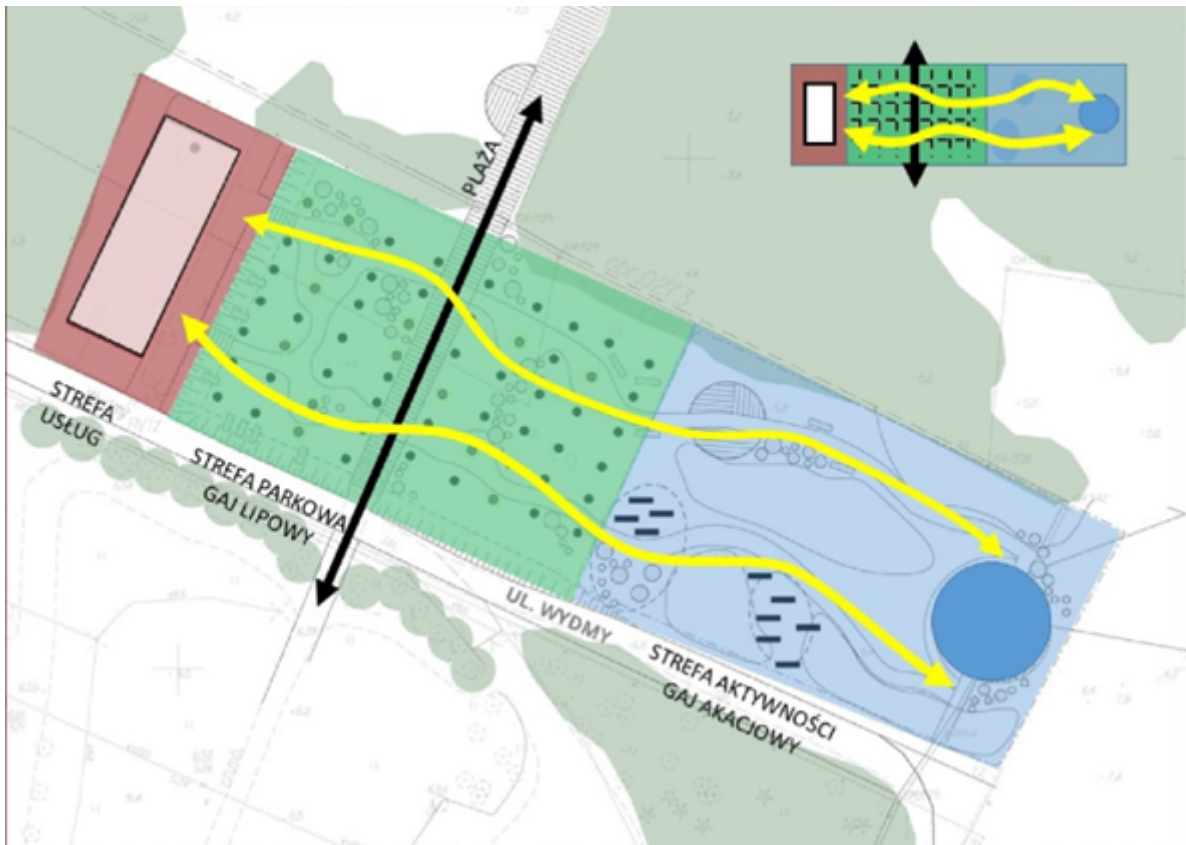 PLAŻA
STREFA
USŁUG
STREFA PARKOWA
GAJ LIPOWY
UL. WYDMY
STREFA AKTYWNOŚCI
GAJ AKACJOWY